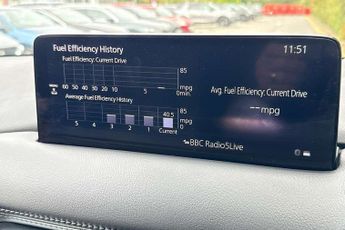 Fuel Efficiency History
11:51
Fuel Efficiency: Current Drive
85
mpg
60 50 40 30 20 10 5 0min.
Avg. Fuel Efficiency: Current Drive
--mpg
Average Fuel Efficiency History
85
40.5
mpg
0
5 4 3 2 1 Current
BBC Radio5Live